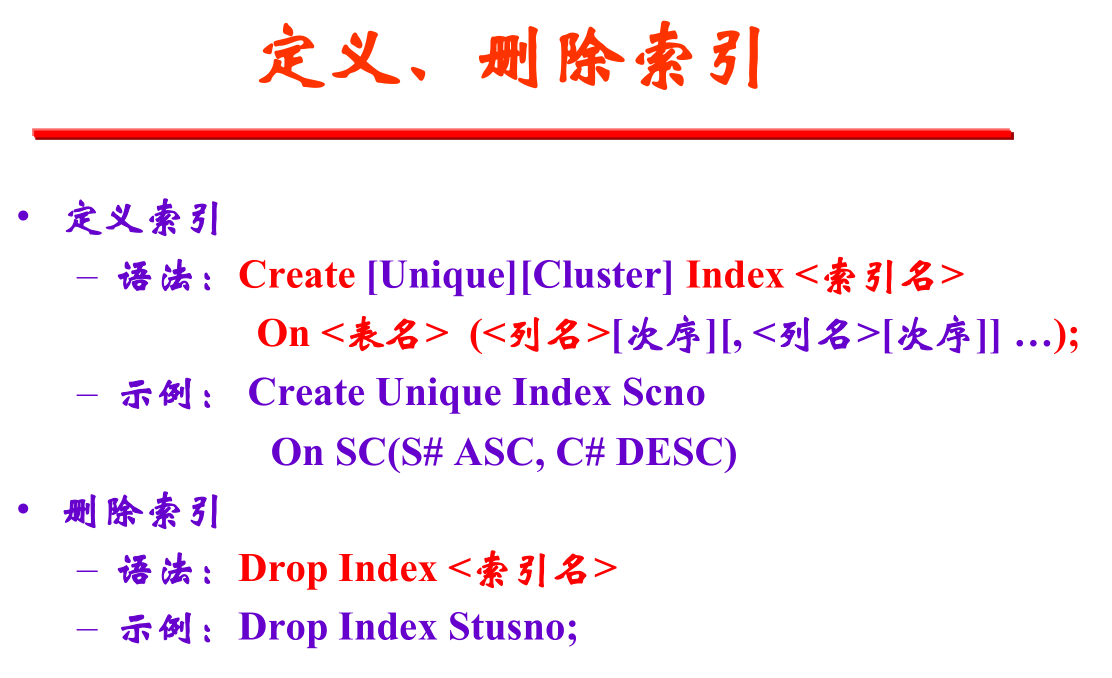 定义、删除索引
• 定义索引
– 语法：Create [Unique][Cluster] Index <索引名>
On <表名> (<列名>[次序][, <列名>[次序]] …);
– 示例： Create Unique Index Scno
On SC(S# ASC, C# DESC)
• 删除索引
– 语法：Drop Index <索引名>
– 示例：Drop Index Stusno;